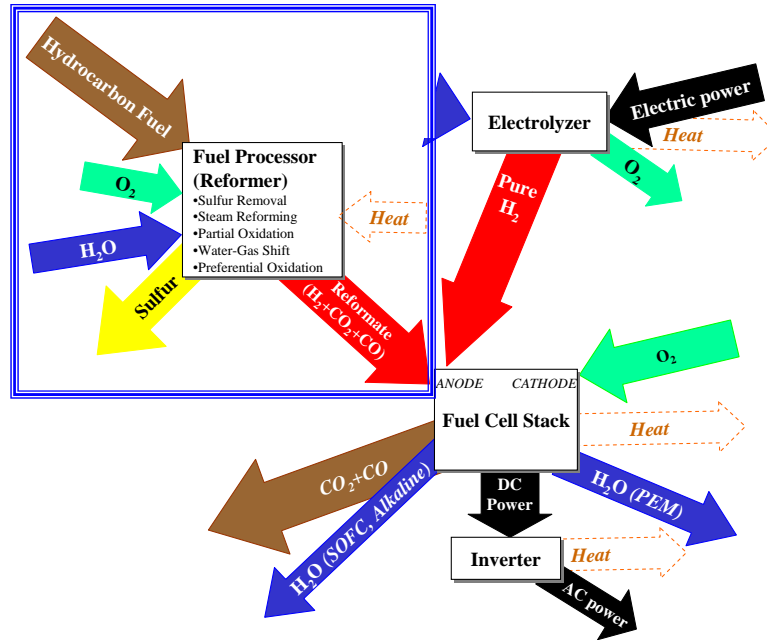 Hydrocarbon Fuel
O2
H2O
Fuel Processor
(Reformer)
•Sulfur Removal
•Steam Reforming
•Partial Oxidation
•Water-Gas Shift
•Preferential Oxidation
Heat
Sulfur
Reformate
(H2+CO2+CO)
Electrolyzer
Electric power
Heat
O2
Pure
H2
O2
ANODE CATHODE
Fuel Cell Stack
Heat
CO2+CO
H2O (SOFC, Alkaline)
DC
Power
H2O (PEM)
Inverter
Heat
AC power